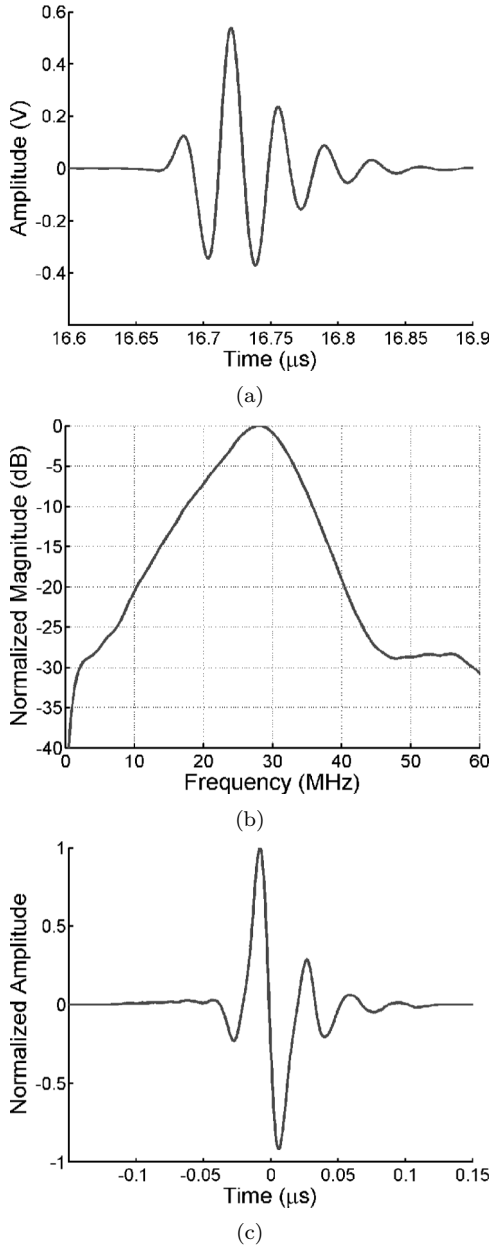 0.6
0.4
0.2
0
-0.2
-0.4
Amplitude (V)
16.6 16.65 16.7 16.75 16.8 16.85 16.9
Time (μs)
(a)
0
-5
-10
-15
-20
-25
-30
-35
-40
Normalized Magnitude (dB)
0 10 20 30 40 50 60
Frequency (MHz)
(b)
1
0.5
0
-0.5
-1
Normalized Amplitude
-0.1 -0.05 0 0.05 0.1 0.15
Time (μs)
(c)